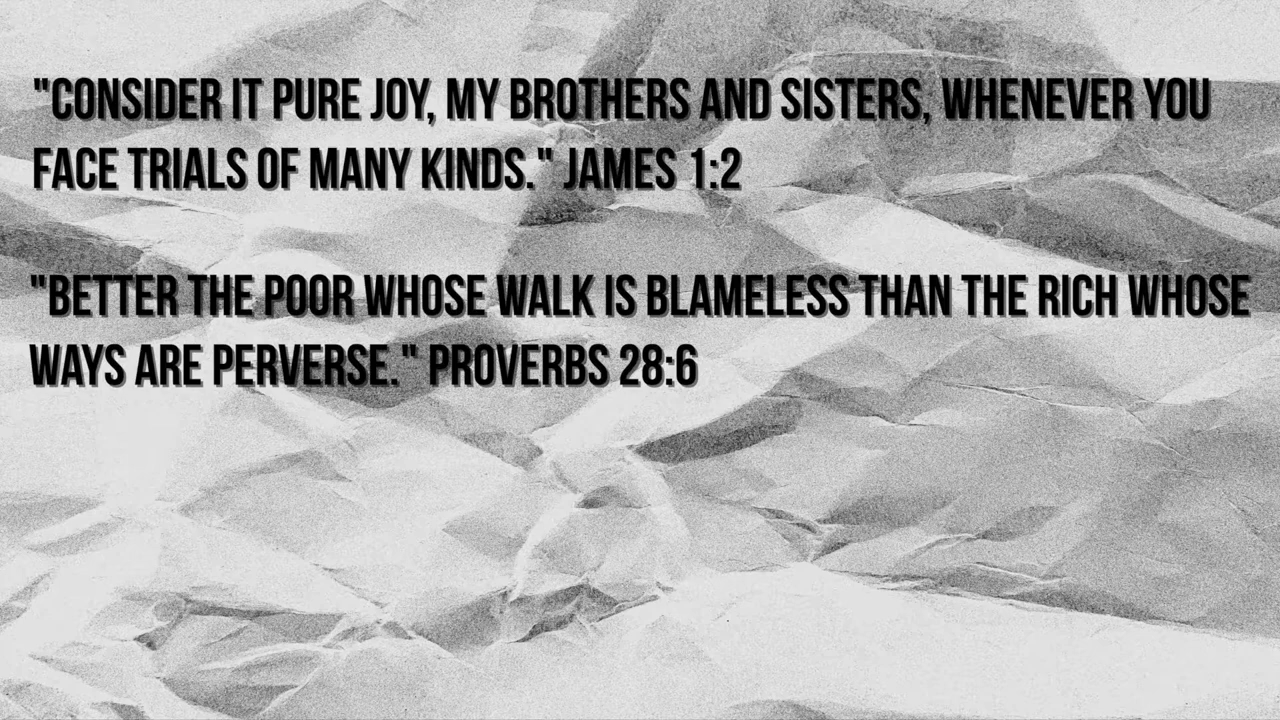 "CONSIDER IT PURE JOY, MY BROTHERS AND SISTERS, WHENEVER YOU
FACE TRIALS OF MANY KINDS." JAMES 1:2
"BETTER THE POOR WHOSE WALK IS BLAMELESS THAN THE RICH WHOSE
WAYS ARE PERVERSE." PROVERBS 28:6